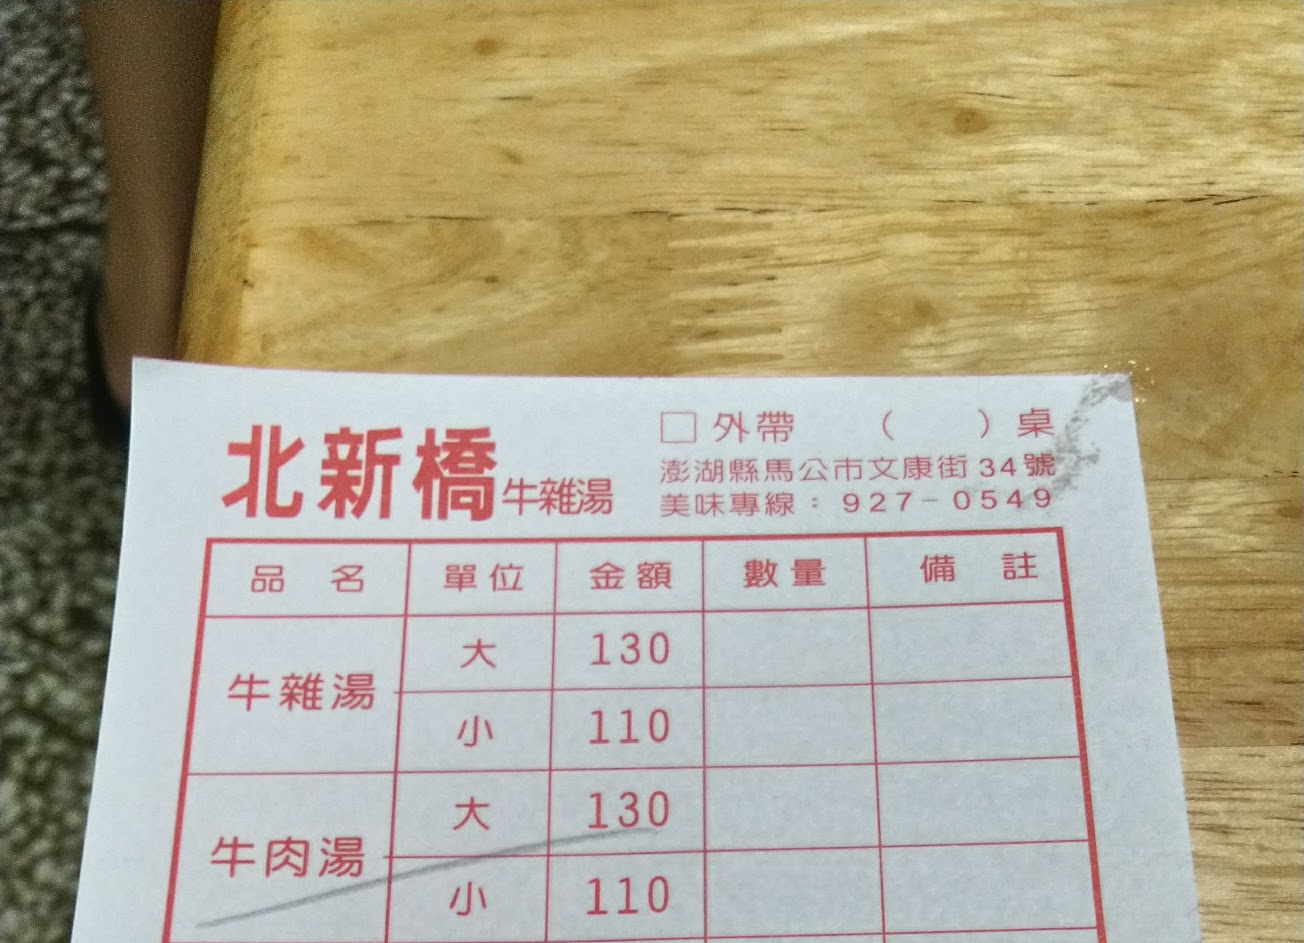 北新橋牛雜湯
□外帶 （ ）桌
澎湖縣馬公市文康街34號
美味專線：927-0549
品名 單位 金額 數量 備註
牛雜湯 大 130
小 110
牛肉湯 大 130
小 110